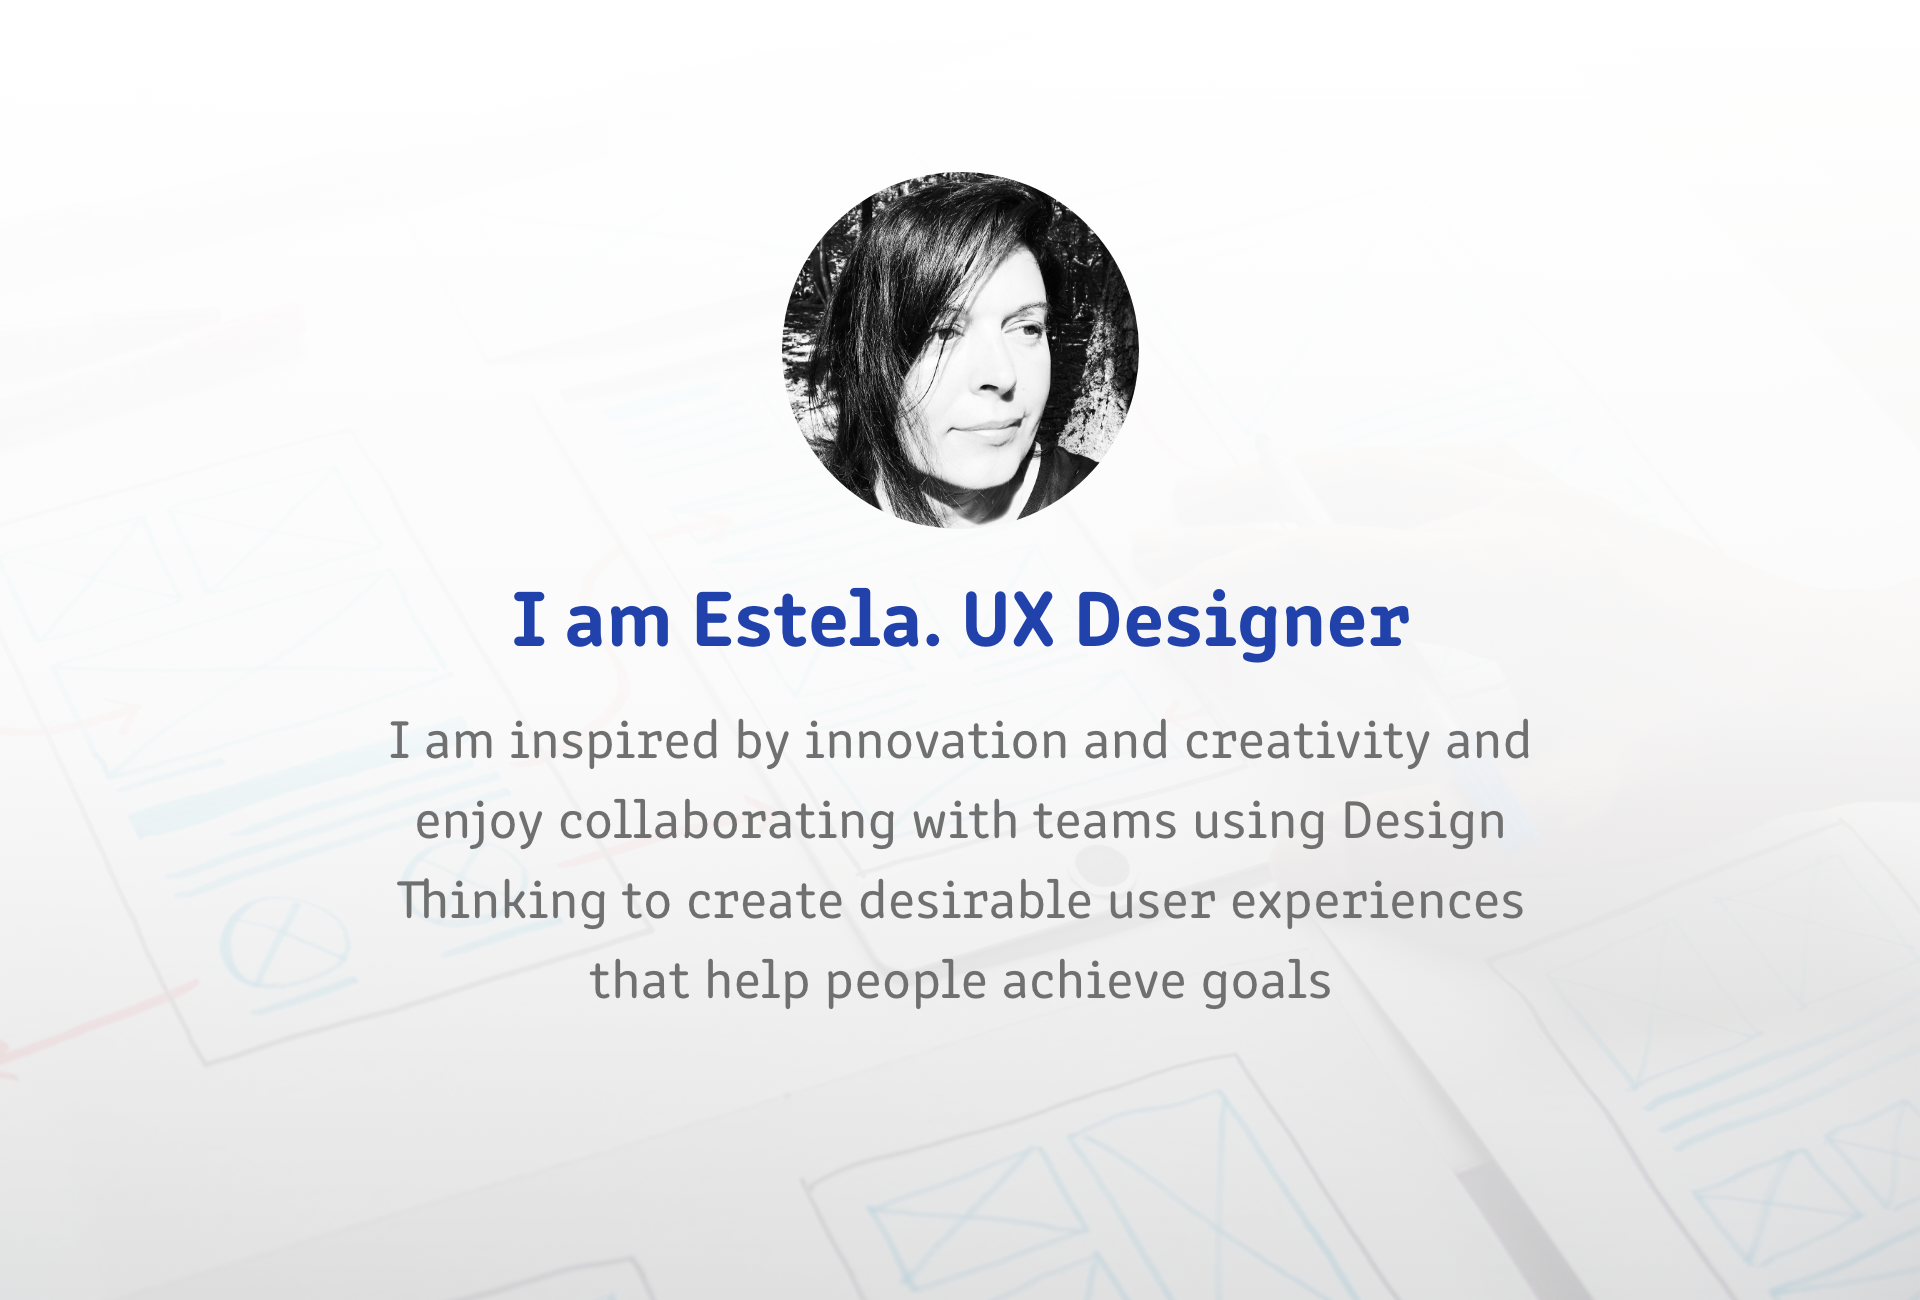 I am Estela. UX Designer
I am inspired by innovation and creativity and
enjoy collaborating with teams using Design
Thinking to create desirable user experiences
that help people achieve goals